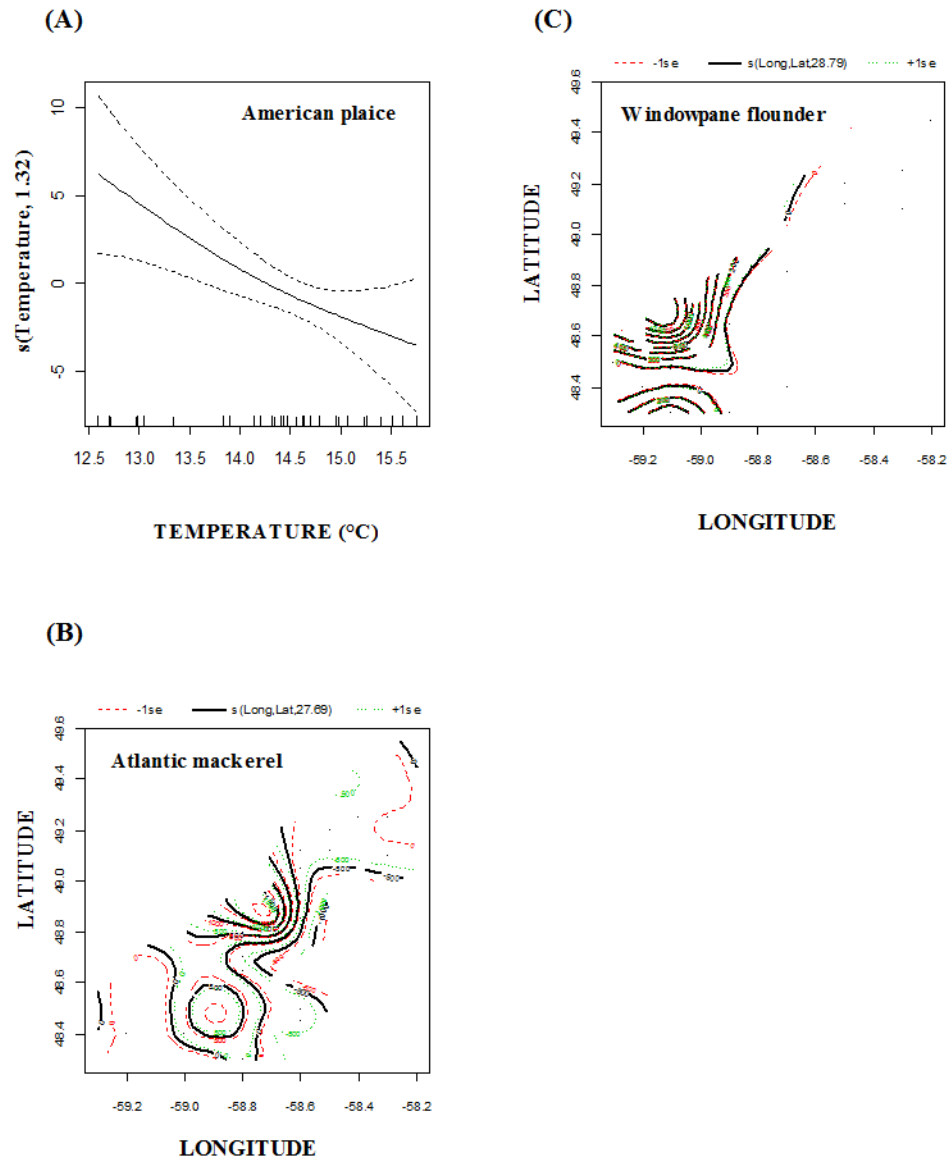 (A)
American plaice
s(Temperature, 1.32)
10
5
0
-5
12.5 13.0 13.5 14.0 14.5 15.0 15.5
TEMPERATURE (°C)
(C)
-1se s(Long,Lat,28.79) +1se
Windowpane flounder
LATITUDE
49.6
49.4
49.2
49.0
48.8
48.6
48.4
-59.2 -59.0 -58.8 -58.6 -58.4 -58.2
LONGITUDE
(B)
-1se s(Long,Lat,27.69) +1se
Atlantic mackerel
LATITUDE
49.6
49.4
49.2
49.0
48.8
48.6
48.4
-59.2 -59.0 -58.8 -58.6 -58.4 -58.2
LONGITUDE